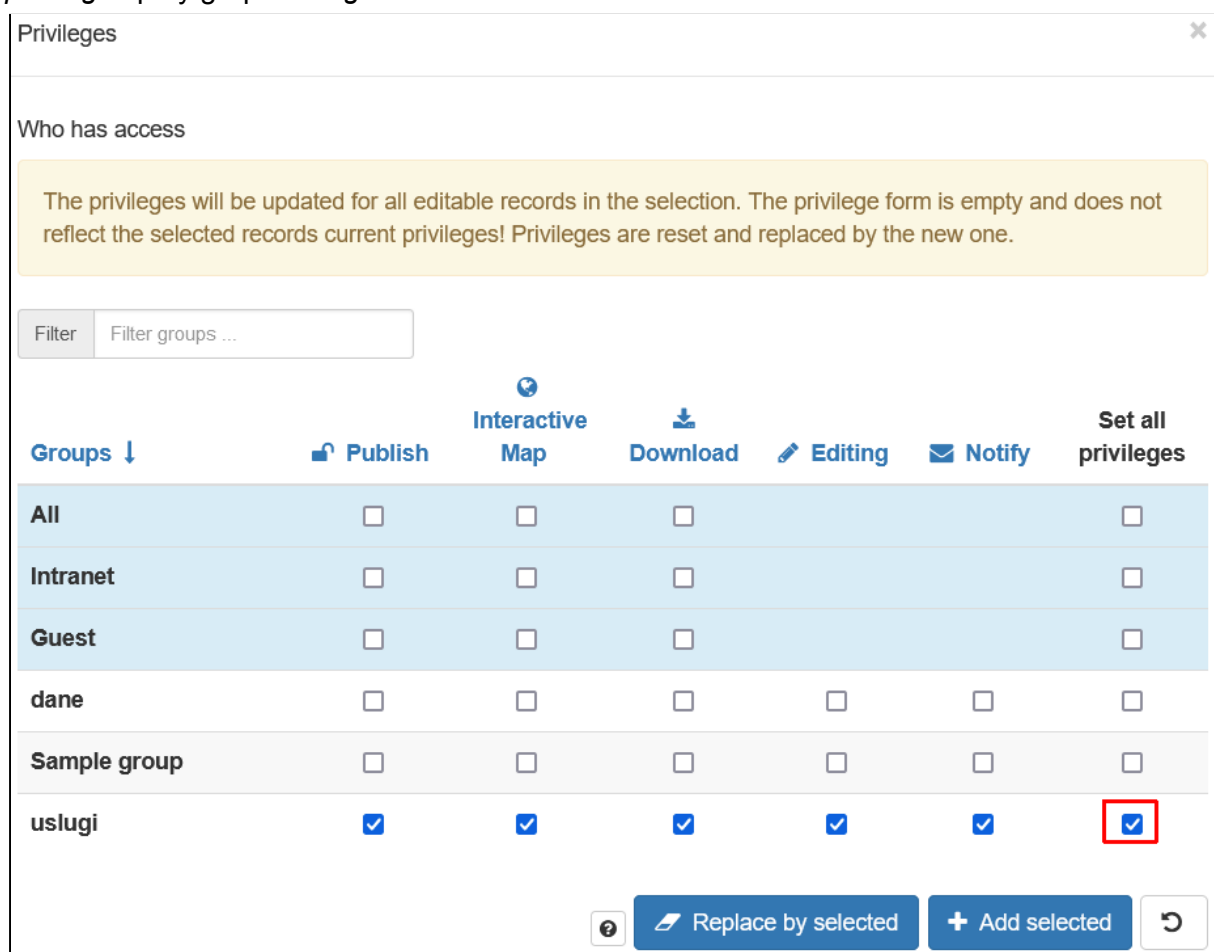 Privileges
Who has access
The privileges will be updated for all editable records in the selection. The privilege form is empty and does not
reflect the selected records current privileges! Privileges are reset and replaced by the new one.
Filter Filter groups ...
Groups Publish Interactive Map Download Editing Notify Set all privileges
All
Intranet
Guest
dane
Sample group
uslugi
Replace by selected Add selected